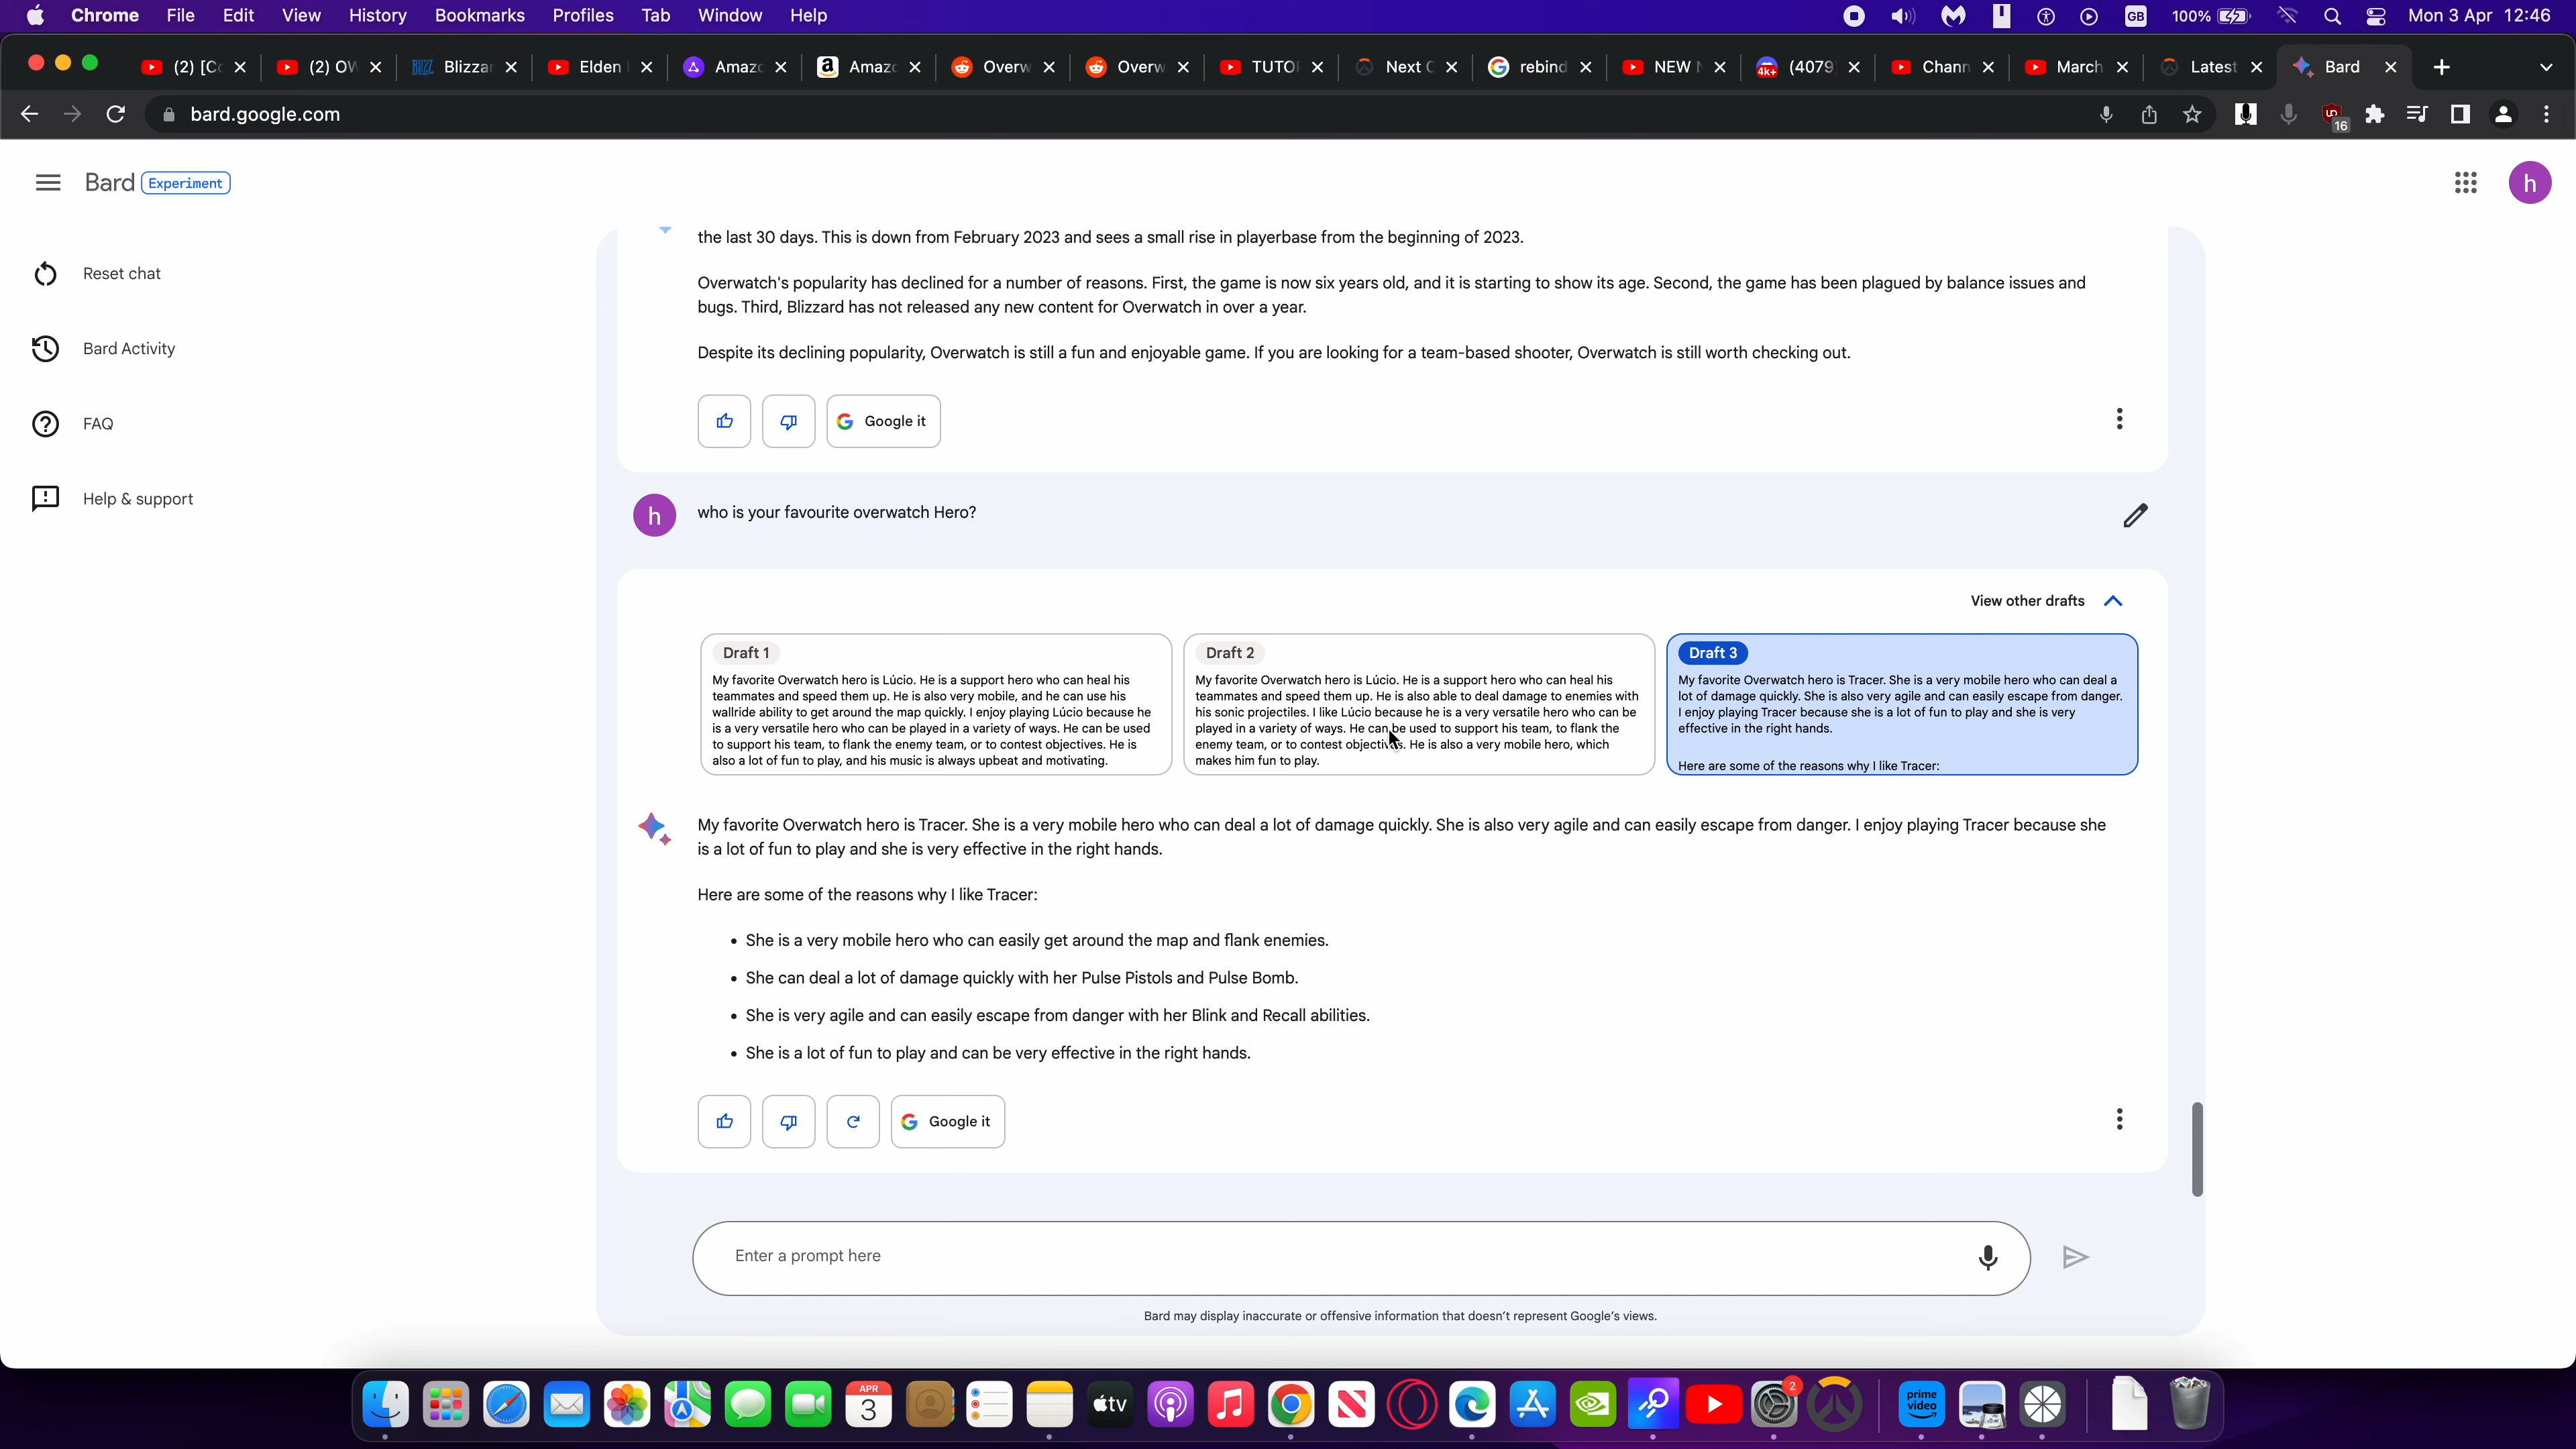 Chrome File Edit View History Bookmarks Profiles Tab Window Help GB 100% Mon 3 Apr 12:46
(2) [Co (2) OW BLIZZ Blizzar Elden Amazo a Amazo Overw Overw TUTO Next C rebind NEW 4K+ (4079 Chann March Latest Bard
bard.google.com 16
Bard Experiment h
Reset chat
Bard Activity
FAQ
Help & support
the last 30 days. This is down from February 2023 and sees a small rise in playerbase from the beginning of 2023.
Overwatch's popularity has declined for a number of reasons. First, the game is now six years old, and it is starting to show its age. Second, the game has been plagued by balance issues and
bugs. Third, Blizzard has not released any new content for Overwatch in over a year.
Despite its declining popularity, Overwatch is still a fun and enjoyable game. If you are looking for a team-based shooter, Overwatch is still worth checking out.
Google it
h who is your favourite overwatch Hero?
View other drafts
Draft 1
My favorite Overwatch hero is Lúcio. He is a support hero who can heal his
teammates and speed them up. He is also very mobile, and he can use his
wallride ability to get around the map quickly. I enjoy playing Lúcio because he
is a very versatile hero who can be played in a variety of ways. He can be used
to support his team, to flank the enemy team, or to contest objectives. He is
also a lot of fun to play, and his music is always upbeat and motivating.
Draft 2
My favorite Overwatch hero is Lúcio. He is a support hero who can heal his
teammates and speed them up. He is also able to deal damage to enemies with
his sonic projectiles. I like Lúcio because he is a very versatile hero who can be
played in a variety of ways. He can be used to support his team, to flank the
enemy team, or to contest objectives. He is also a very mobile hero, which
makes him fun to play.
Draft 3
My favorite Overwatch hero is Tracer. She is a very mobile hero who can deal a
lot of damage quickly. She is also very agile and can easily escape from danger.
I enjoy playing Tracer because she is a lot of fun to play and she is very
effective in the right hands.
Here are some of the reasons why I like Tracer:
My favorite Overwatch hero is Tracer. She is a very mobile hero who can deal a lot of damage quickly. She is also very agile and can easily escape from danger. I enjoy playing Tracer because she
is a lot of fun to play and she is very effective in the right hands.
Here are some of the reasons why I like Tracer:
• She is a very mobile hero who can easily get around the map and flank enemies.
• She can deal a lot of damage quickly with her Pulse Pistols and Pulse Bomb.
• She is very agile and can easily escape from danger with her Blink and Recall abilities.
• She is a lot of fun to play and can be very effective in the right hands.
Google it
Enter a prompt here
Bard may display inaccurate or offensive information that doesn't represent Google's views.
APR
3
tv
2
prime video